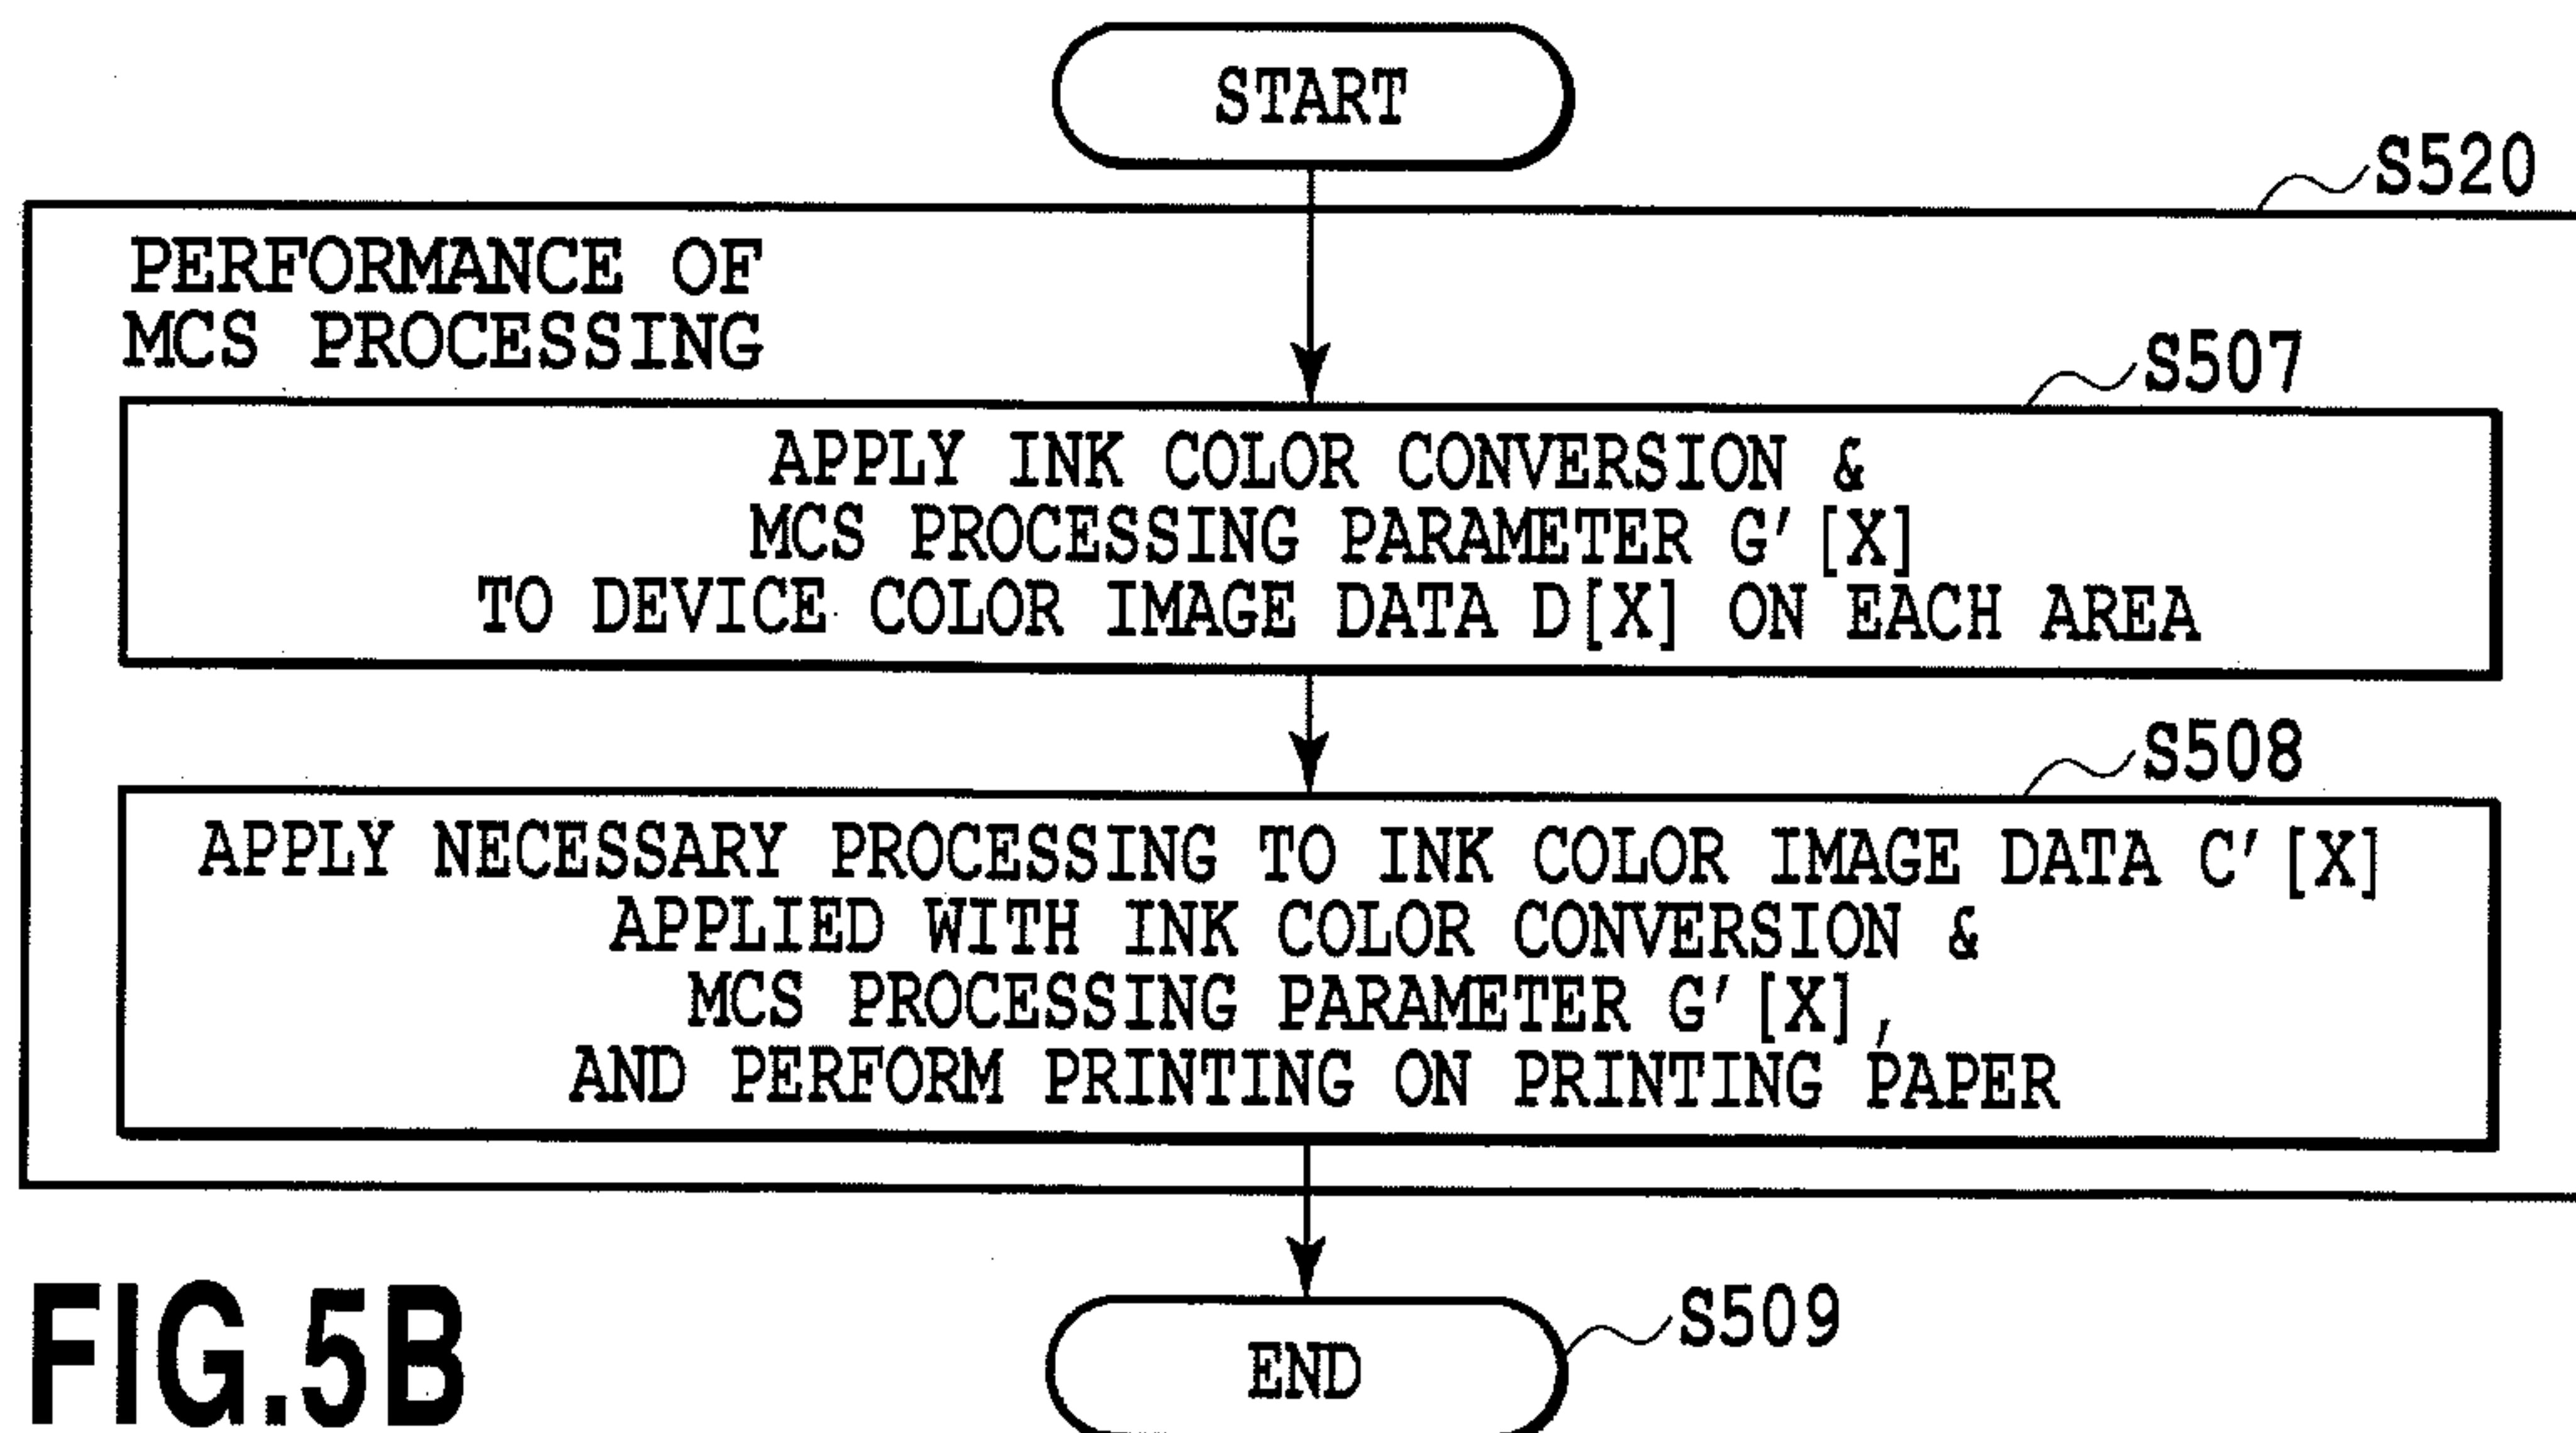 START
S520
PERFORMANCE OF
MCS PROCESSING
S507
APPLY INK COLOR CONVERSION &
MCS PROCESSING PARAMETER G'[X]
TO DEVICE COLOR IMAGE DATA D[X] ON EACH AREA
S508
APPLY NECESSARY PROCESSING TO INK COLOR IMAGE DATA C'[X]
APPLIED WITH INK COLOR CONVERSION &
MCS PROCESSING PARAMETER G'[X],
AND PERFORM PRINTING ON PRINTING PAPER
S509
END
FIG.5B